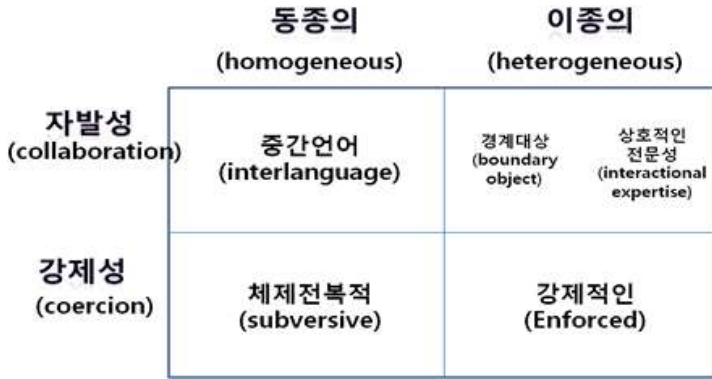 동종의
(homogeneous)
이종의
(heterogeneous)
자발성
(collaboration)
중간언어
(interlanguage)
경계대상
(boundary
object)
상호적인
전문성
(interactional
expertise)
강제성
(coercion)
체제전복적
(subversive)
강제적인
(Enforced)